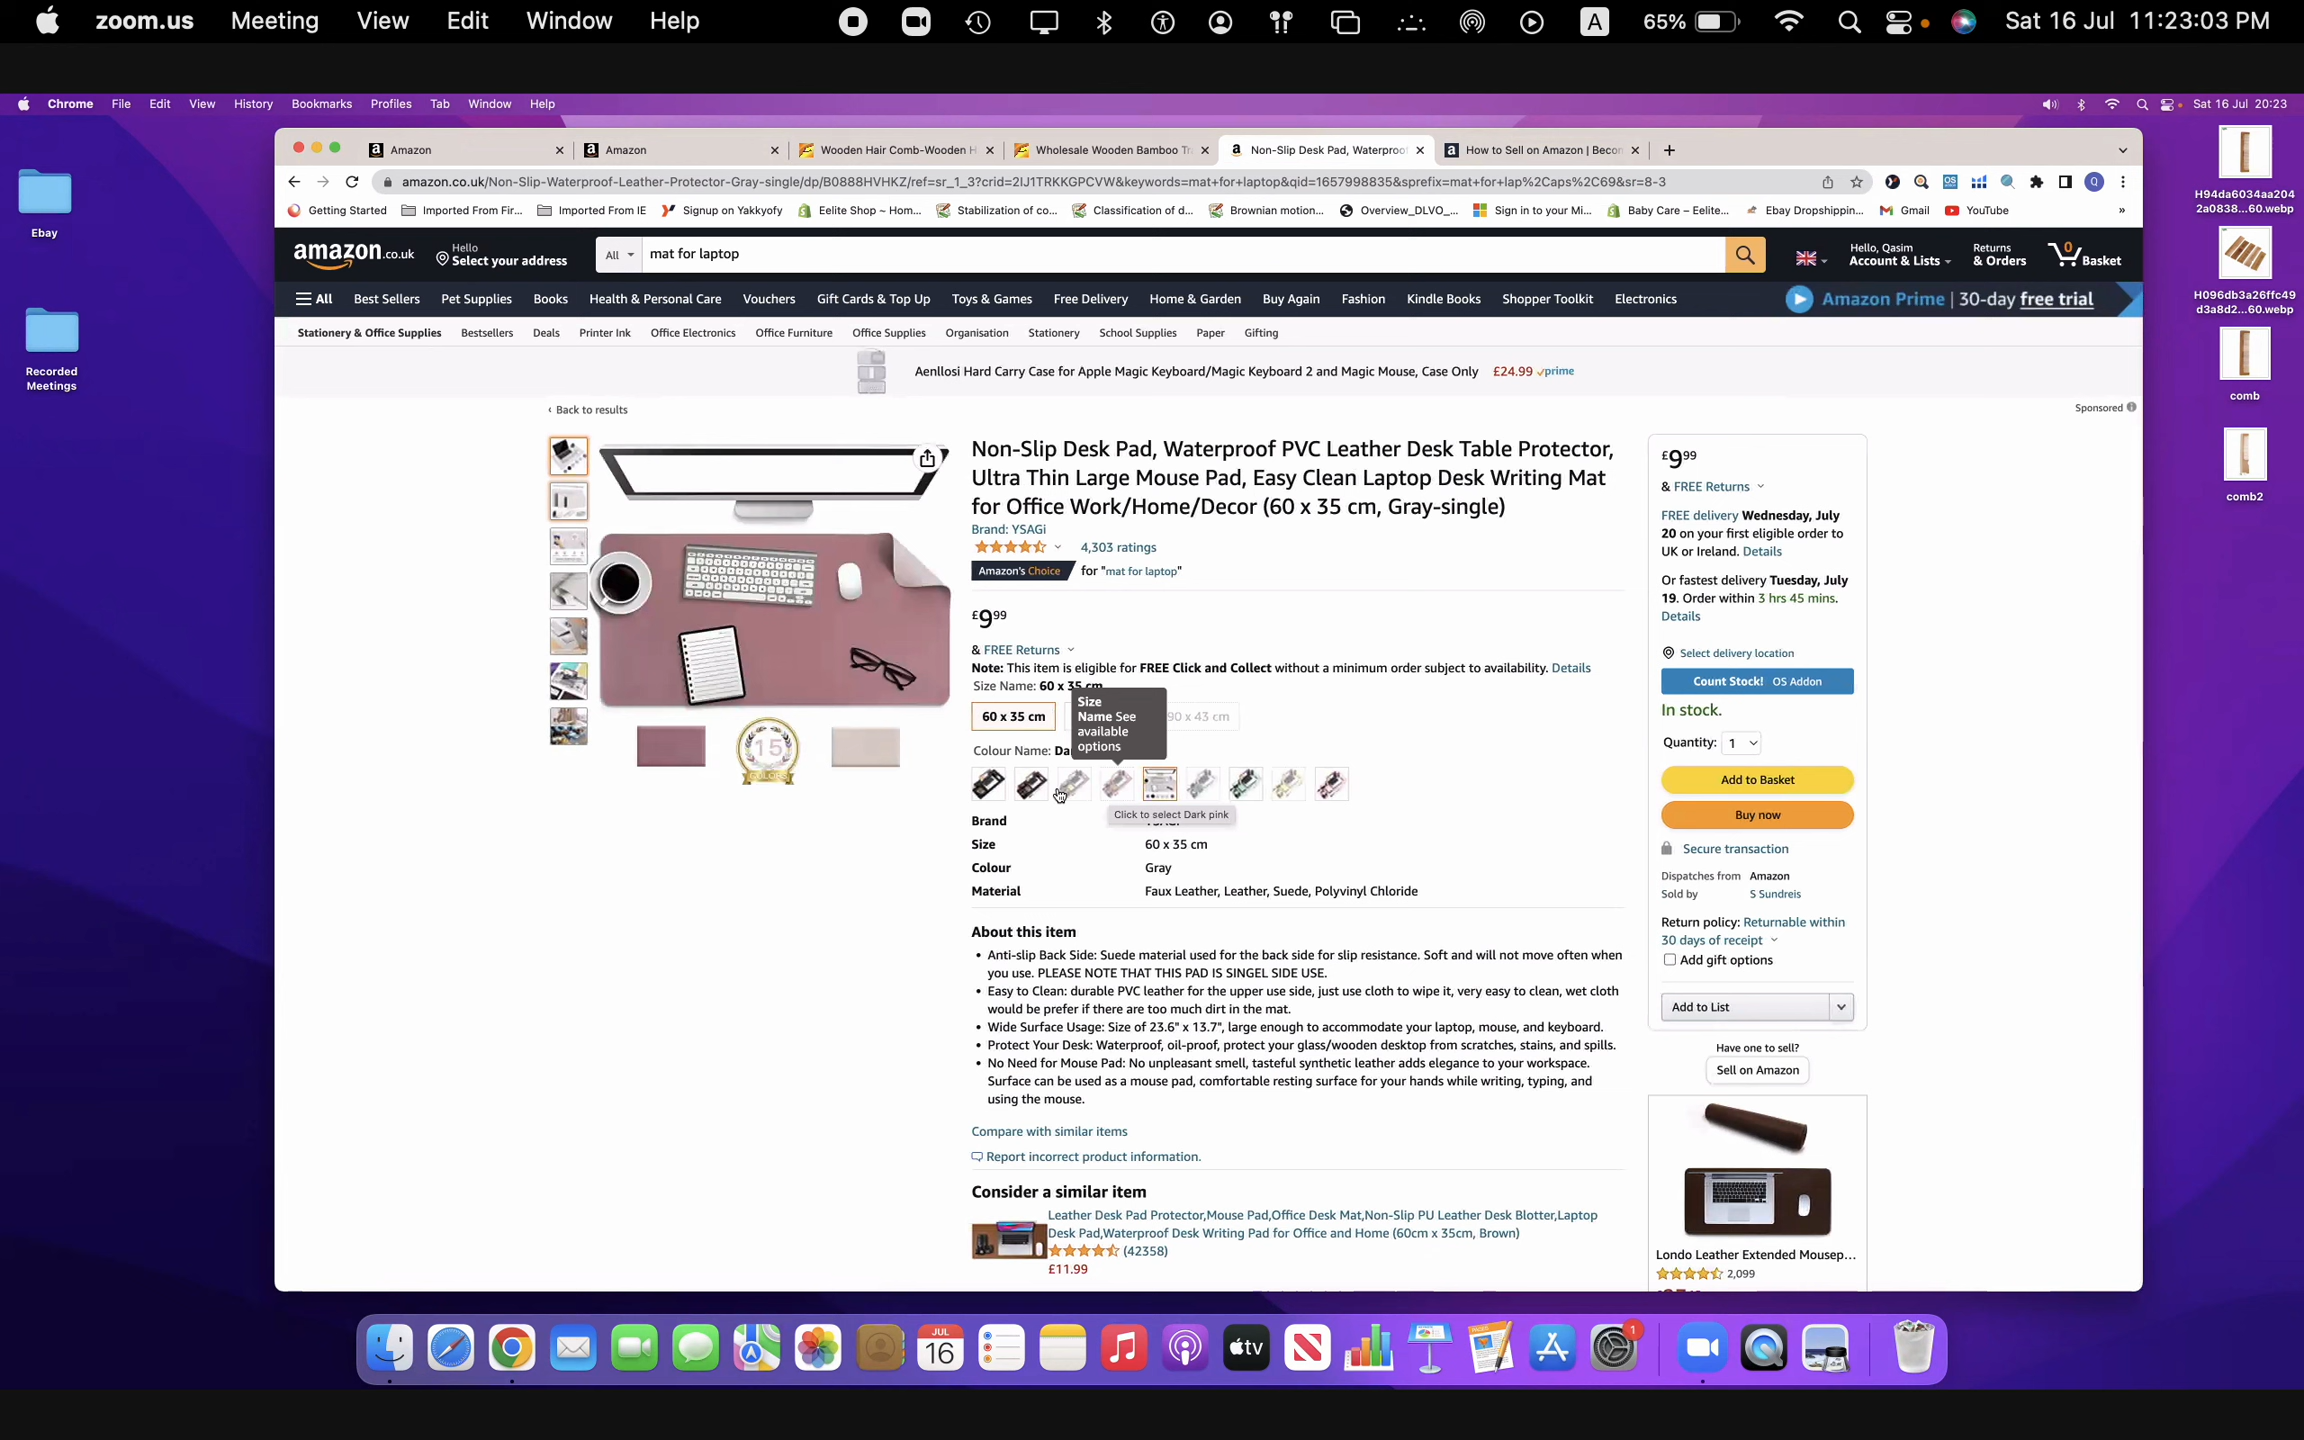 zoom.us Meeting View Edit Window Help
A 65% Sat 16 Jul 11:23:03 PM
Chrome File Edit View History Bookmarks Profiles Tab Window Help
Sat 16 Jul 20:23
Ebay
Recorded
Meetings
H94da6034aa204
2a0838...60.webp
H096db3a26ffc49
d3a8d2...60.webp
comb
comb2
Amazon
Amazon
Wooden Hair Comb-Wooden H
Wholesale Wooden Bamboo Tr
Non-Slip Desk Pad, Waterproof
How to Sell on Amazon | Becon
amazon.co.uk/Non-Slip-Waterproof-Leather-Protector-Gray-single/dp/B0888HVHKZ/ref=sr_1_3?crid=2IJ1TRKKGPCVW&keywords=mat+for+laptop&qid=1657998835&sprefix=mat+for+lap%2Caps%2C69&sr=8-3
Getting Started Imported From Fir... Imported From IE Signup on Yakkyofy Eelite Shop ~ Hom... Stabilization of co... Classification of d... Brownian motion... Overview_DLVO_... Sign in to your Mi... Baby Care – Eelite... Ebay Dropshippin... Gmail YouTube »
amazon.co.uk
Hello
Select your address
All mat for laptop
Hello, Qasim
Account & Lists
Returns
& Orders
0
Basket
All Best Sellers Pet Supplies Books Health & Personal Care Vouchers Gift Cards & Top Up Toys & Games Free Delivery Home & Garden Buy Again Fashion Kindle Books Shopper Toolkit Electronics
Amazon Prime | 30-day free trial
Stationery & Office Supplies Bestsellers Deals Printer Ink Office Electronics Office Furniture Office Supplies Organisation Stationery School Supplies Paper Gifting
Aenllosi Hard Carry Case for Apple Magic Keyboard/Magic Keyboard 2 and Magic Mouse, Case Only £24.99 prime
‹ Back to results
Sponsored
15
COLORS
Non-Slip Desk Pad, Waterproof PVC Leather Desk Table Protector,
Ultra Thin Large Mouse Pad, Easy Clean Laptop Desk Writing Mat
for Office Work/Home/Decor (60 x 35 cm, Gray-single)
Brand: YSAGi
4,303 ratings
Amazon's Choice for "mat for laptop"
£999
& FREE Returns
Note: This item is eligible for FREE Click and Collect without a minimum order subject to availability. Details
Size Name: 60 x 35 cm
60 x 35 cm
90 x 43 cm
Size
Name See
available
options
Colour Name: Da
Click to select Dark pink
Brand
Size 60 x 35 cm
Colour Gray
Material Faux Leather, Leather, Suede, Polyvinyl Chloride
About this item
• Anti-slip Back Side: Suede material used for the back side for slip resistance. Soft and will not move often when
you use. PLEASE NOTE THAT THIS PAD IS SINGEL SIDE USE.
• Easy to Clean: durable PVC leather for the upper use side, just use cloth to wipe it, very easy to clean, wet cloth
would be prefer if there are too much dirt in the mat.
• Wide Surface Usage: Size of 23.6" x 13.7", large enough to accommodate your laptop, mouse, and keyboard.
• Protect Your Desk: Waterproof, oil-proof, protect your glass/wooden desktop from scratches, stains, and spills.
• No Need for Mouse Pad: No unpleasant smell, tasteful synthetic leather adds elegance to your workspace.
Surface can be used as a mouse pad, comfortable resting surface for your hands while writing, typing, and
using the mouse.
Compare with similar items
Report incorrect product information.
Consider a similar item
Leather Desk Pad Protector,Mouse Pad,Office Desk Mat,Non-Slip PU Leather Desk Blotter,Laptop
Desk Pad,Waterproof Desk Writing Pad for Office and Home (60cm x 35cm, Brown)
(42358)
£11.99
£999
& FREE Returns
FREE delivery Wednesday, July
20 on your first eligible order to
UK or Ireland. Details
Or fastest delivery Tuesday, July
19. Order within 3 hrs 45 mins.
Details
Select delivery location
Count Stock! OS Addon
In stock.
Quantity: 1
Add to Basket
Buy now
Secure transaction
Dispatches from Amazon
Sold by S Sundreis
Return policy: Returnable within
30 days of receipt
Add gift options
Add to List
Have one to sell?
Sell on Amazon
Londo Leather Extended Mousep...
2,099
JUL
16
tv
1